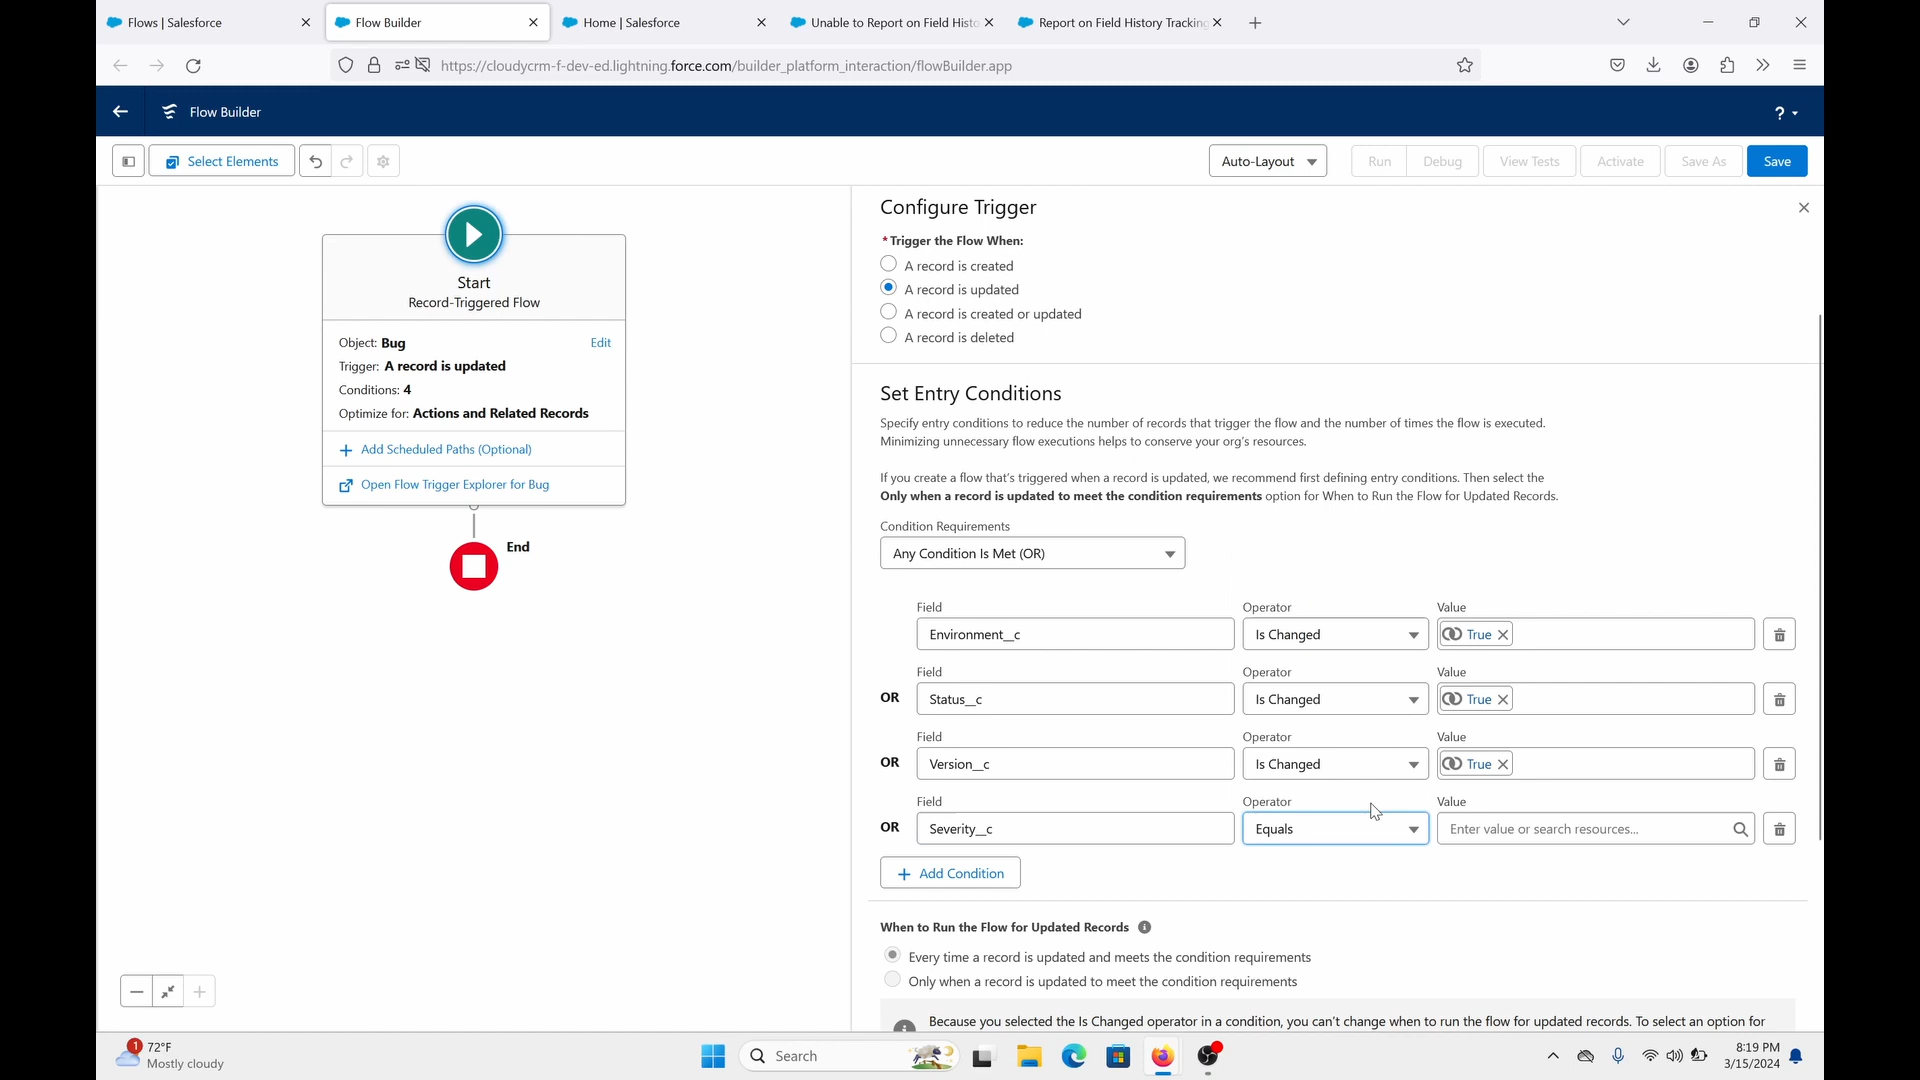 Flows | Salesforce
Flow Builder
Home | Salesforce
Unable to Report on Field Histo
Report on Field History Tracking
https://cloudycrm-f-dev-ed.lightning.force.com/builder_platform_interaction/flowBuilder.app
Flow Builder
?
Select Elements
Auto-Layout
Run
Debug
View Tests
Activate
Save As
Save
Start
Record-Triggered Flow
Object: Bug
Edit
Trigger: A record is updated
Conditions: 4
Optimize for: Actions and Related Records
Add Scheduled Paths (Optional)
Open Flow Trigger Explorer for Bug
End
Configure Trigger
*Trigger the Flow When:
A record is created
A record is updated
A record is created or updated
A record is deleted
Set Entry Conditions
Specify entry conditions to reduce the number of records that trigger the flow and the number of times the flow is executed.
Minimizing unnecessary flow executions helps to conserve your org's resources.
If you create a flow that's triggered when a record is updated, we recommend first defining entry conditions. Then select the
Only when a record is updated to meet the condition requirements option for When to Run the Flow for Updated Records.
Condition Requirements
Any Condition Is Met (OR)
Field Operator Value
Environment__c Is Changed True
Field Operator Value
OR Status__c Is Changed True
Field Operator Value
OR Version__c Is Changed True
Field Operator Value
OR Severity__c Equals Enter value or search resources...
Add Condition
When to Run the Flow for Updated Records
Every time a record is updated and meets the condition requirements
Only when a record is updated to meet the condition requirements
Because you selected the Is Changed operator in a condition, you can't change when to run the flow for updated records. To select an option for
1
72°F
Mostly cloudy
Search
8:19 PM
3/15/2024